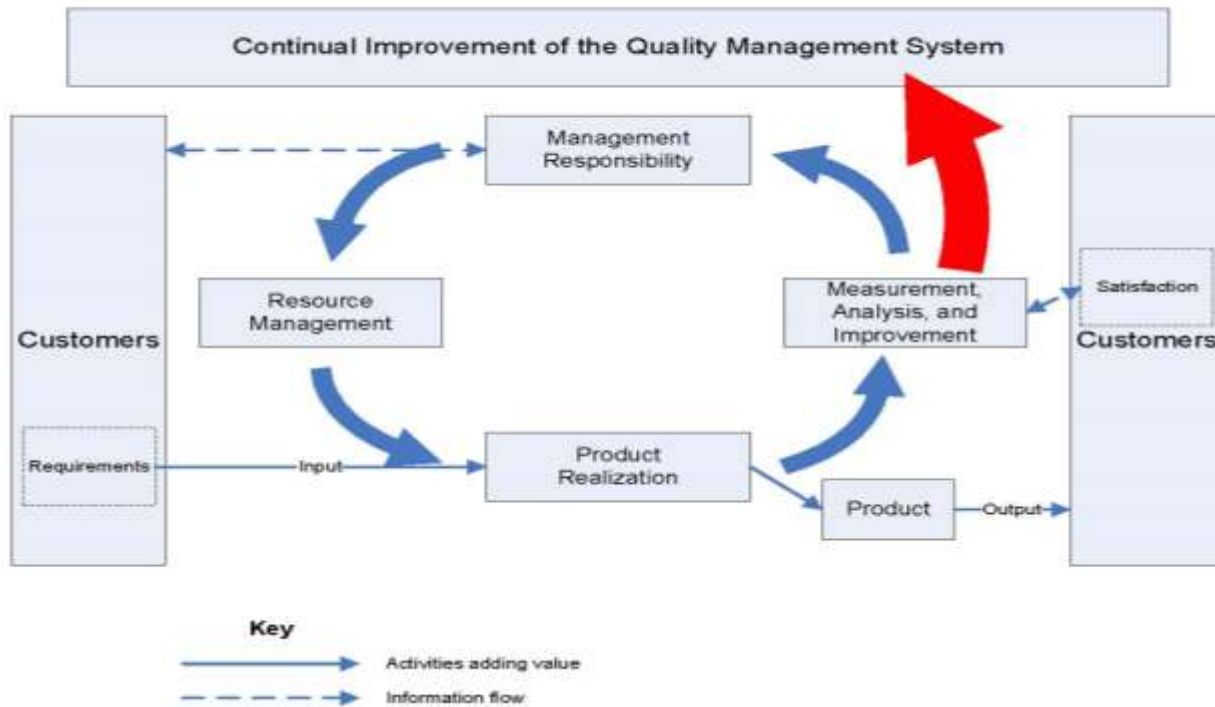 Continual Improvement of the Quality Management System
Management
Responsibility
Resource
Management
Measurement,
Analysis, and
Improvement
Satisfaction
Customers
Customers
Requirements
Input
Product
Realization
Product
Output
Key
Activities adding value
Information flow